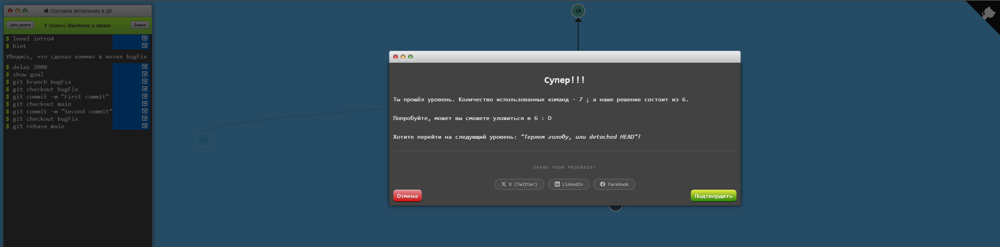 Изучаем ветвление в git
Цель уровня
Уровень Введение в rebase
Задача
$ level intro4
$ hint
Убедись, что сделал коммит в ветке bugFix
$ delay 2000
$ show goal
$ git branch bugFix
$ git checkout bugFix
$ git commit -m "First commit"
$ git checkout main
$ git commit -m "Second commit"
$ git checkout bugFix
$ git rebase main
C0
C2
Супер!!!
Ты прошёл уровень. Количество использованных команд - 7 ; а наше решение состоит из 6.
Попробуйте, может вы сможете уложиться в 6 : D
Хотите перейти на следующий уровень: "Теряем голову, или detached HEAD"?
SHARE YOUR PROGRESS!
X (Twitter)
LinkedIn
Facebook
Отмена
Подтвердить